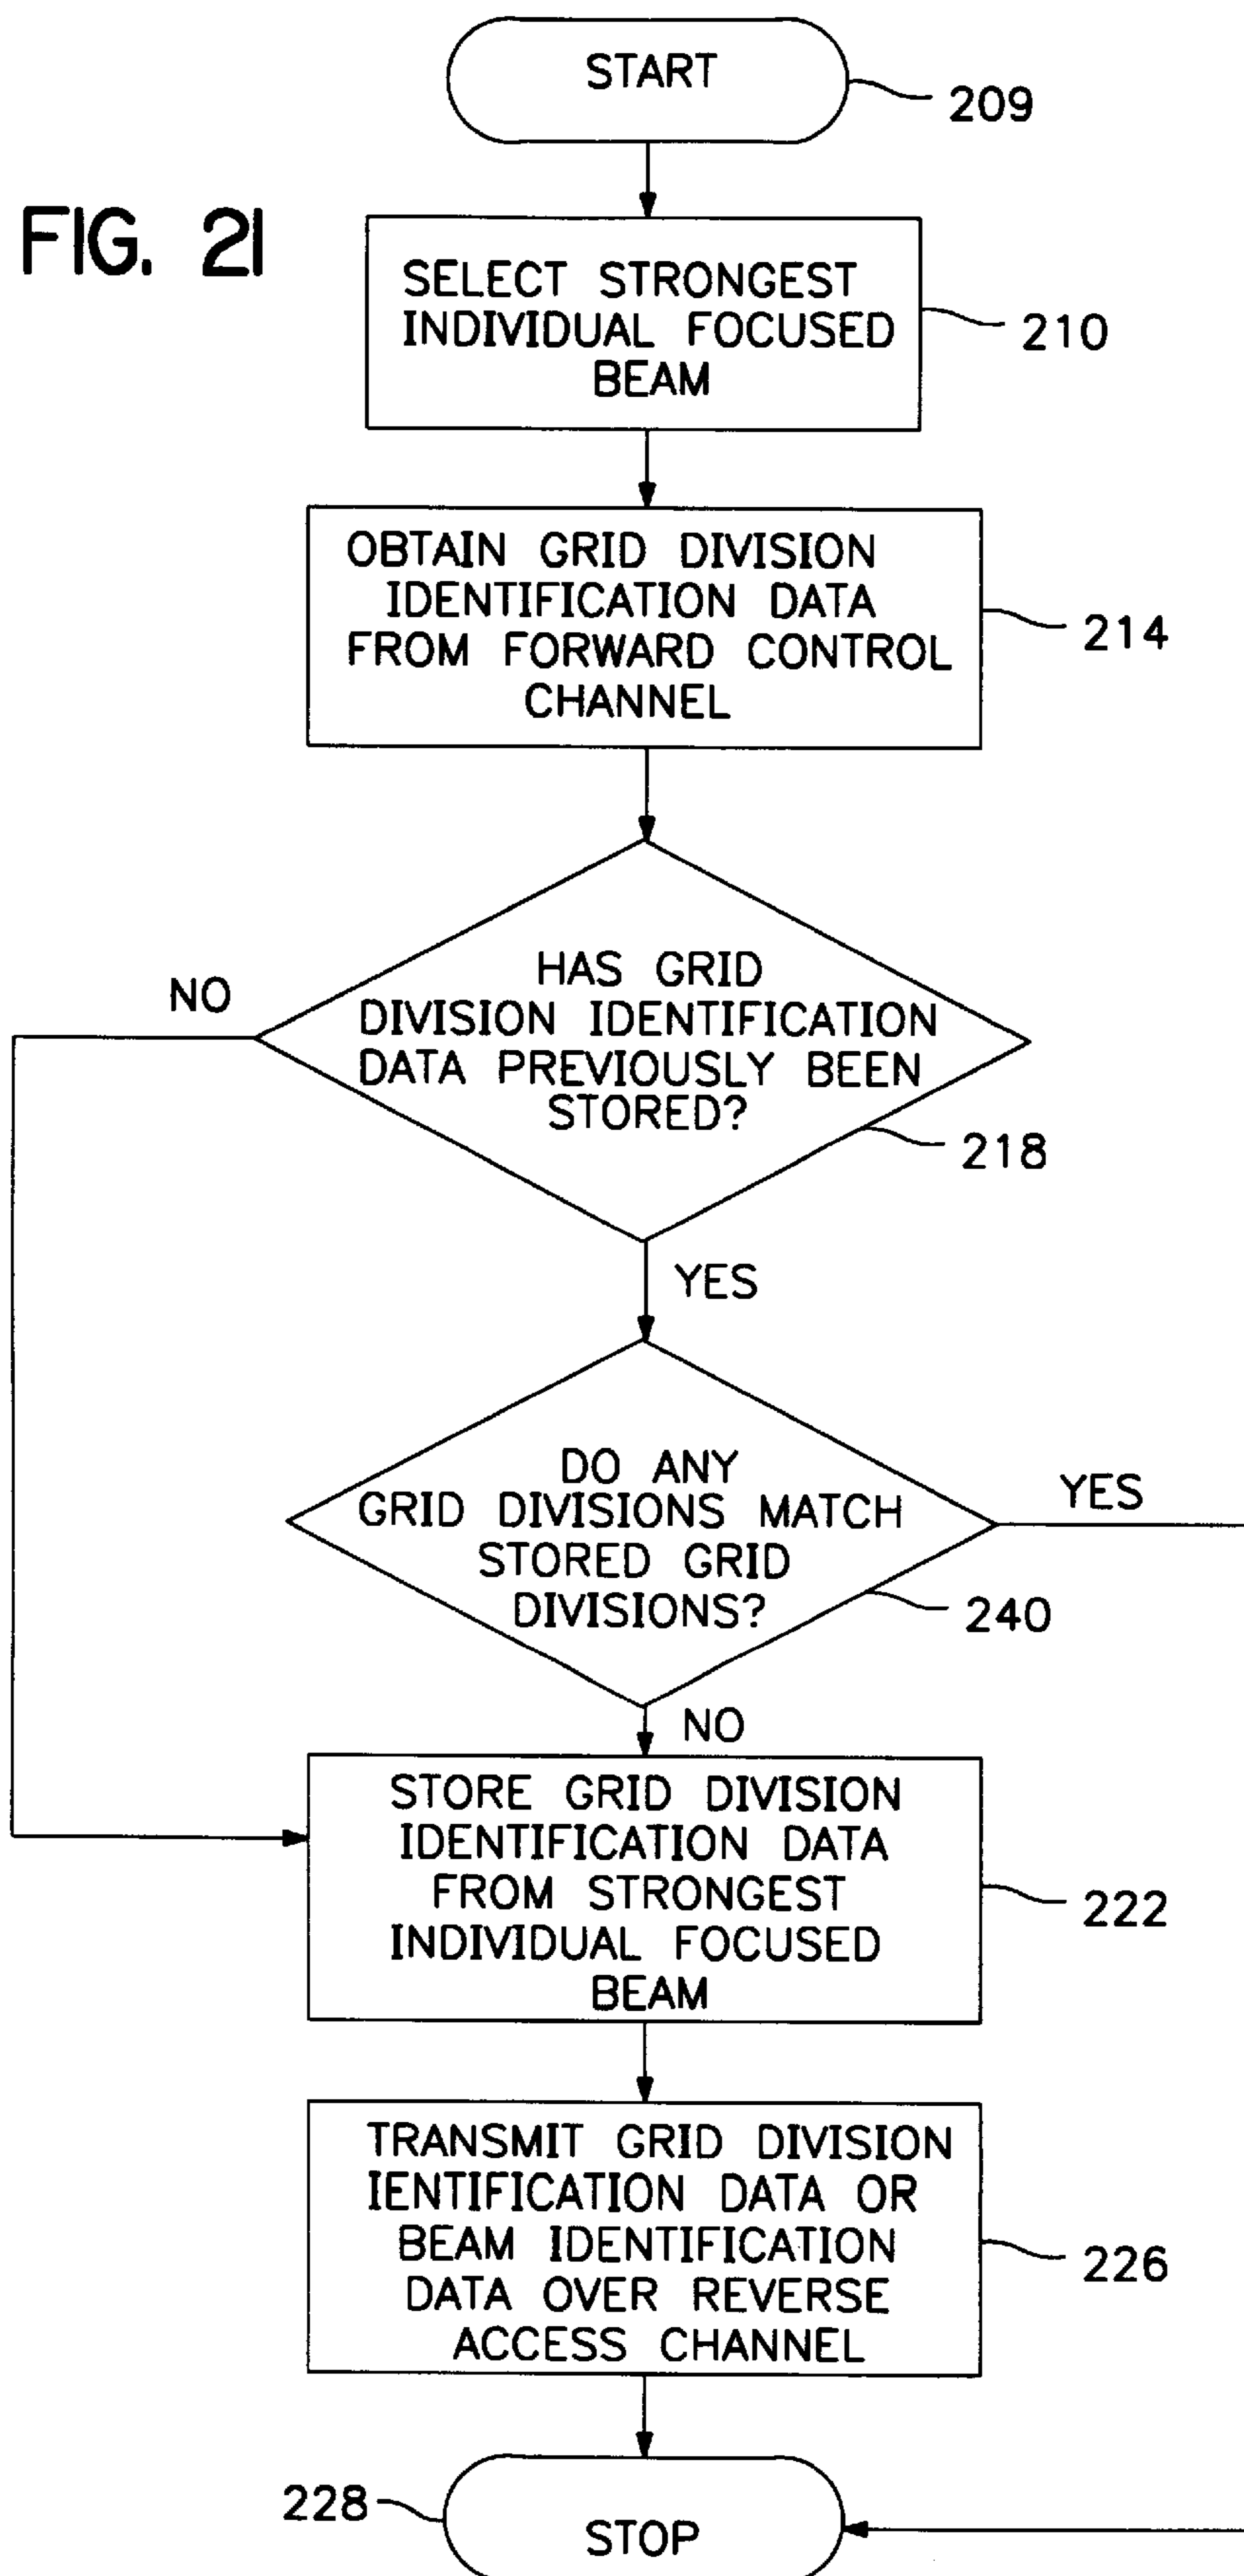 START
209
FIG. 21
SELECT STRONGEST
INDIVIDUAL FOCUSED
BEAM
210
OBTAIN GRID DIVISION
IDENTIFICATION DATA
FROM FORWARD CONTROL
CHANNEL
214
HAS GRID
DIVISION IDENTIFICATION
DATA PREVIOUSLY BEEN
STORED?
NO
218
YES
DO ANY
GRID DIVISIONS MATCH
STORED GRID
DIVISIONS?
YES
240
NO
STORE GRID DIVISION
IDENTIFICATION DATA
FROM STRONGEST
INDIVIDUAL FOCUSED
BEAM
222
TRANSMIT GRID DIVISION
IENTIFICATION DATA OR
BEAM IDENTIFICATION
DATA OVER REVERSE
ACCESS CHANNEL
226
228
STOP